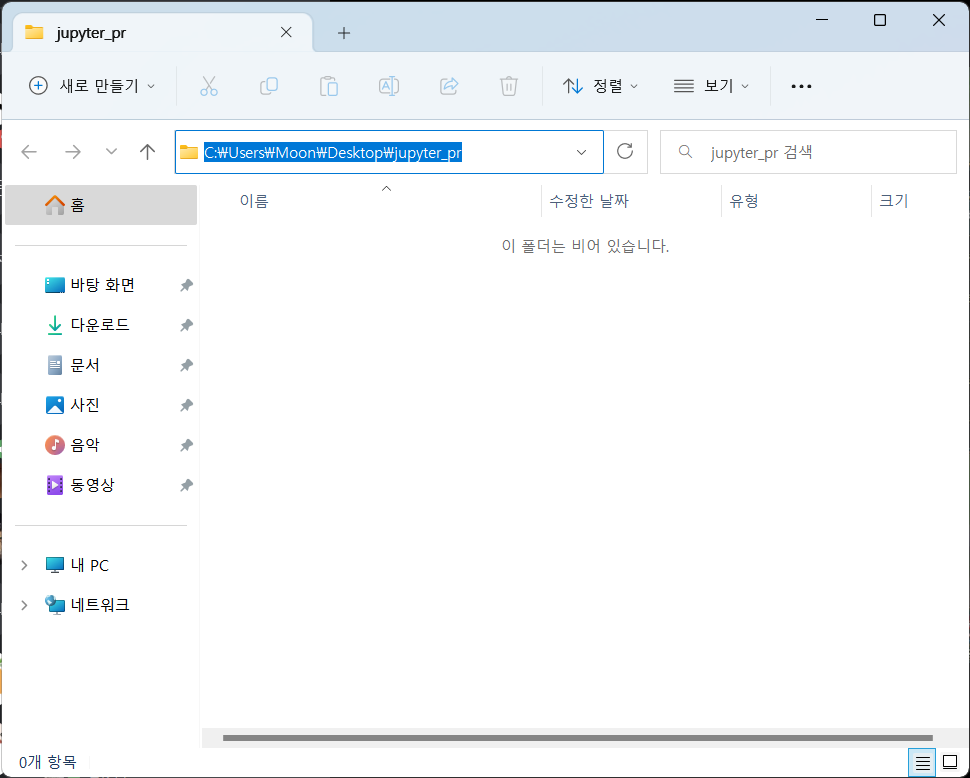 jupyter_pr
새로 만들기
정렬
보기
C:₩Users₩Moon₩Desktop₩jupyter_pr
jupyter_pr 검색
홈
이름
수정한 날짜
유형
크기
이 폴더는 비어 있습니다.
바탕 화면
다운로드
문서
사진
음악
동영상
내 PC
네트워크
0개 항목